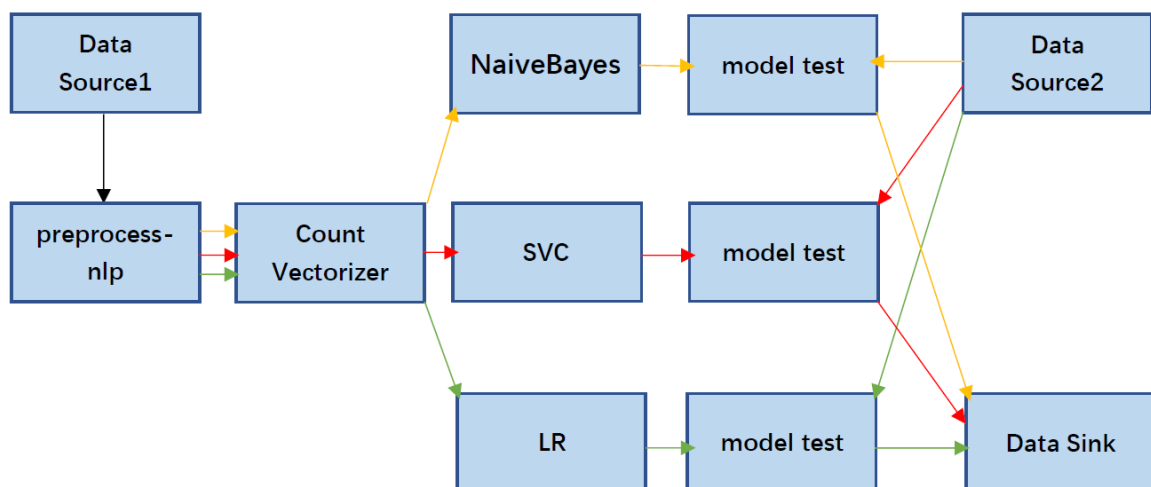 Data
Source1
NaiveBayes
model test
Data
Source2
preprocess-
nlp
Count
Vectorizer
SVC
model test
LR
model test
Data Sink